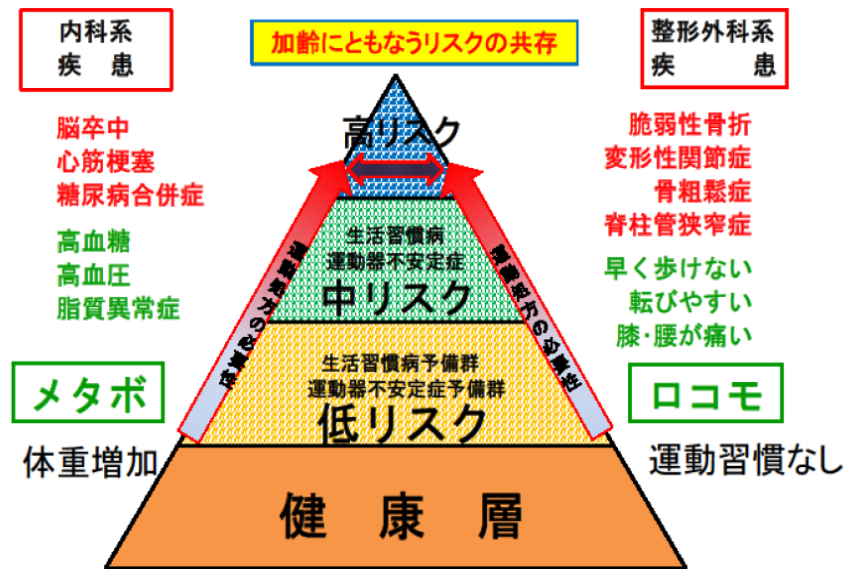 内科系
疾 患
加齢にともなうリスクの共存
整形外科系
疾 患
脳卒中
心筋梗塞
糖尿病合併症
高血糖
高血圧
脂質異常症
メタボ
体重増加
高リスク
生活習慣病
運動器不安定症
中リスク
生活習慣病予備群
運動器不安定症予備群
低リスク
健 康 層
脆弱性骨折
変形性関節症
骨粗鬆症
脊柱管狭窄症
早く歩けない
転びやすい
膝・腰が痛い
ロコモ
運動習慣なし